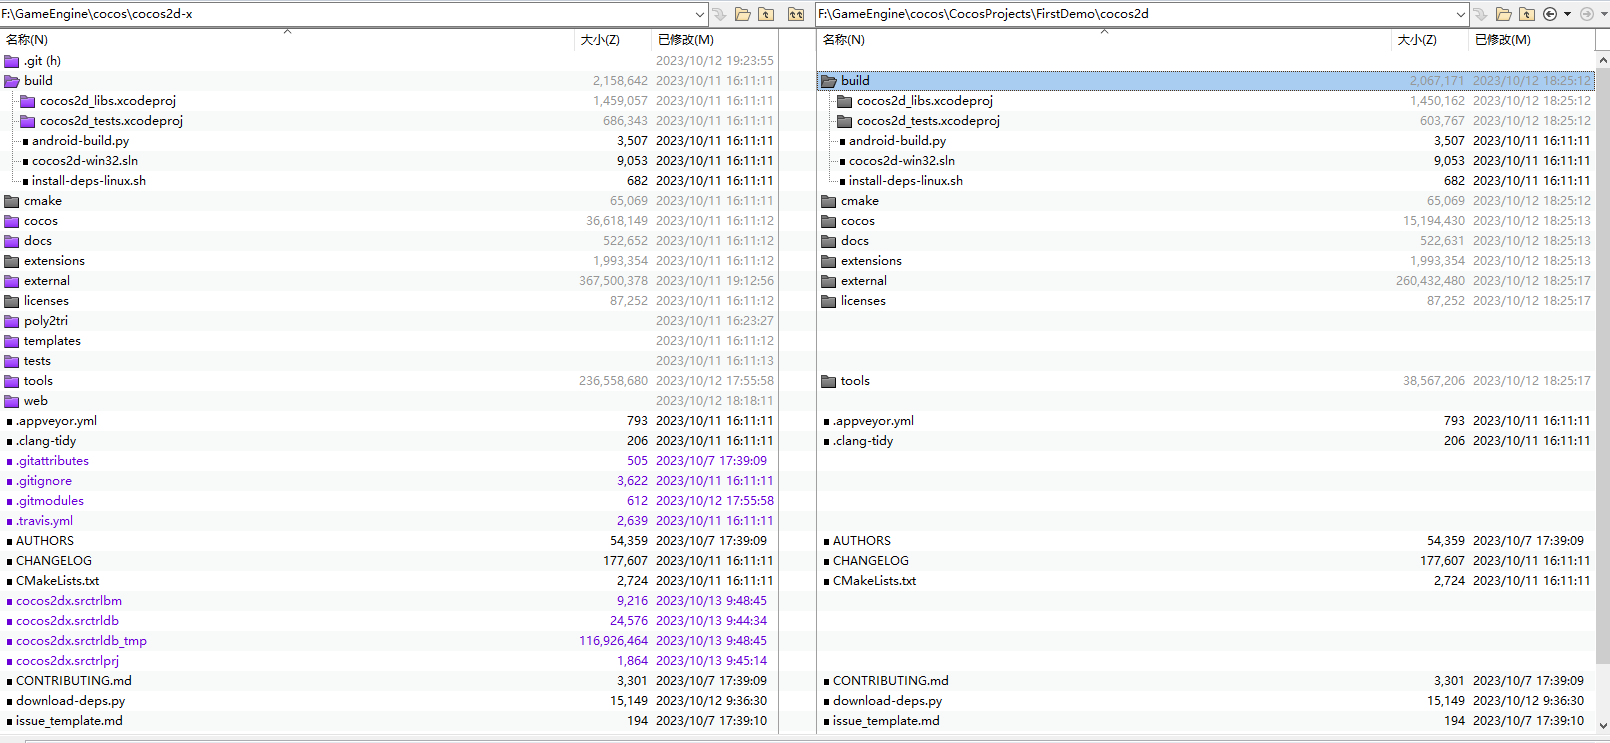 F:\GameEngine\cocos\cocos2d-x F:\GameEngine\cocos\CocosProjects\FirstDemo\cocos2d
名称(N) 大小(Z) 已修改(M) 名称(N) 大小(Z) 已修改(M)
.git (h) 2023/10/12 19:23:55
build 2,158,642 2023/10/11 16:11:11 build 2,067,171 2023/10/12 18:25:12
cocos2d_libs.xcodeproj 1,459,057 2023/10/11 16:11:11 cocos2d_libs.xcodeproj 1,450,162 2023/10/12 18:25:12
cocos2d_tests.xcodeproj 686,343 2023/10/11 16:11:11 cocos2d_tests.xcodeproj 603,767 2023/10/12 18:25:12
android-build.py 3,507 2023/10/11 16:11:11 android-build.py 3,507 2023/10/11 16:11:11
cocos2d-win32.sln 9,053 2023/10/11 16:11:11 cocos2d-win32.sln 9,053 2023/10/11 16:11:11
install-deps-linux.sh 682 2023/10/11 16:11:11 install-deps-linux.sh 682 2023/10/11 16:11:11
cmake 65,069 2023/10/11 16:11:11 cmake 65,069 2023/10/12 18:25:12
cocos 36,618,149 2023/10/11 16:11:12 cocos 15,194,430 2023/10/12 18:25:13
docs 522,652 2023/10/11 16:11:12 docs 522,631 2023/10/12 18:25:13
extensions 1,993,354 2023/10/11 16:11:12 extensions 1,993,354 2023/10/12 18:25:13
external 367,500,378 2023/10/11 19:12:56 external 260,432,480 2023/10/12 18:25:17
licenses 87,252 2023/10/11 16:11:12 licenses 87,252 2023/10/12 18:25:17
poly2tri 2023/10/11 16:23:27
templates 2023/10/11 16:11:12
tests 2023/10/11 16:11:13
tools 236,558,680 2023/10/12 17:55:58 tools 38,567,206 2023/10/12 18:25:17
web 2023/10/12 18:18:11
.appveyor.yml 793 2023/10/11 16:11:11 .appveyor.yml 793 2023/10/11 16:11:11
.clang-tidy 206 2023/10/11 16:11:11 .clang-tidy 206 2023/10/11 16:11:11
.gitattributes 505 2023/10/7 17:39:09
.gitignore 3,622 2023/10/11 16:11:11
.gitmodules 612 2023/10/12 17:55:58
.travis.yml 2,639 2023/10/11 16:11:11
AUTHORS 54,359 2023/10/7 17:39:09 AUTHORS 54,359 2023/10/7 17:39:09
CHANGELOG 177,607 2023/10/11 16:11:11 CHANGELOG 177,607 2023/10/11 16:11:11
CMakeLists.txt 2,724 2023/10/11 16:11:11 CMakeLists.txt 2,724 2023/10/11 16:11:11
cocos2dx.srctrlbm 9,216 2023/10/13 9:48:45
cocos2dx.srctrldb 24,576 2023/10/13 9:44:34
cocos2dx.srctrldb_tmp 116,926,464 2023/10/13 9:48:45
cocos2dx.srctrlprj 1,864 2023/10/13 9:45:14
CONTRIBUTING.md 3,301 2023/10/7 17:39:09 CONTRIBUTING.md 3,301 2023/10/7 17:39:09
download-deps.py 15,149 2023/10/12 9:36:30 download-deps.py 15,149 2023/10/12 9:36:30
issue_template.md 194 2023/10/7 17:39:10 issue_template.md 194 2023/10/7 17:39:10